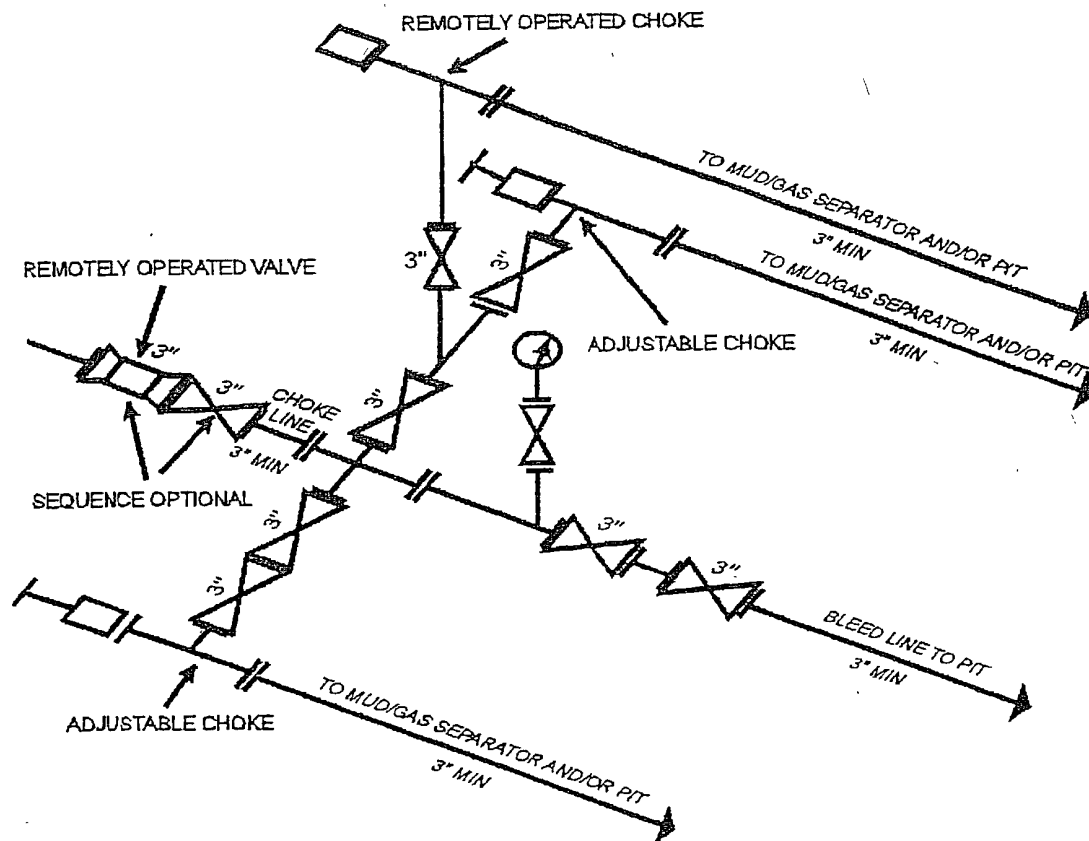 REMOTELY OPERATED CHOKE
TO MUD/GAS SEPARATOR AND/OR PIT
3" MIN
TO MUD/GAS SEPARATOR AND/OR PIT
3" MIN
3"
3"
REMOTELY OPERATED VALVE
ADJUSTABLE CHOKE
3"
3"
CHOKE
LINE
3"
3" MIN
SEQUENCE OPTIONAL
3"
3"
3"
3"
BLEED LINE TO PIT
3" MIN
ADJUSTABLE CHOKE
TO MUD/GAS SEPARATOR AND/OR PIT
3" MIN